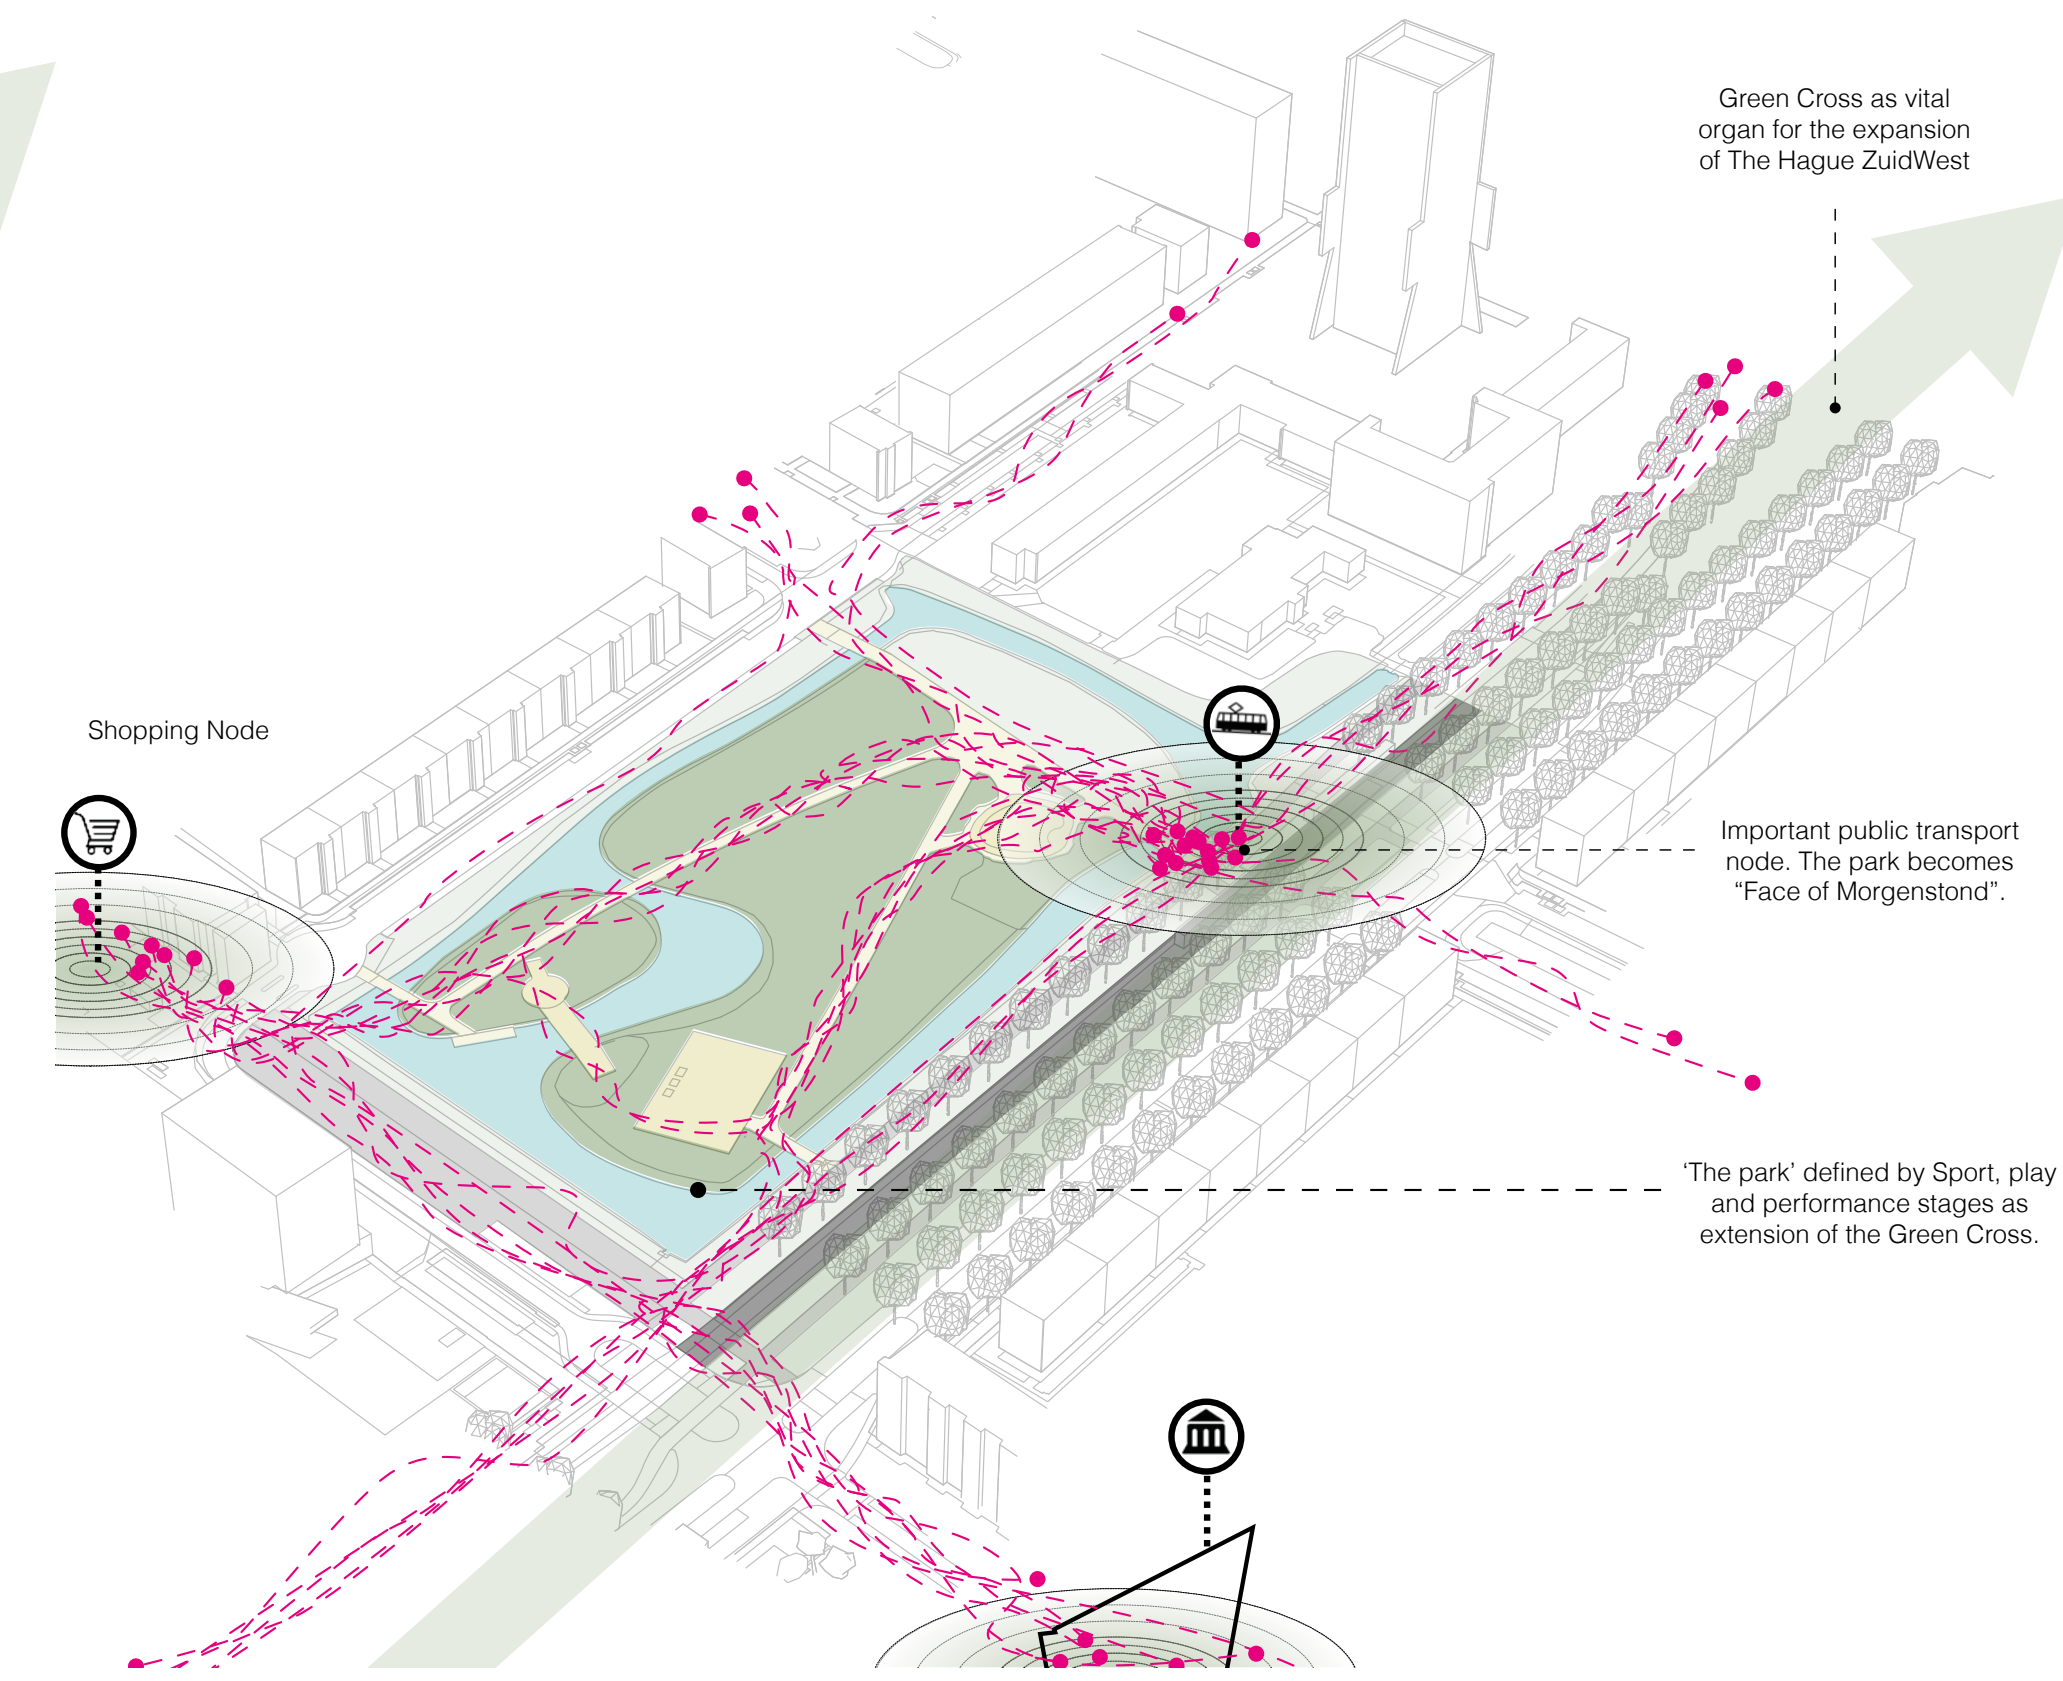 Green Cross as vital
organ for the expansion
of The Hague ZuidWest
Shopping Node
Important public transport
node. The park becomes
“Face of Morgenstond”.
‘The park’ defined by Sport, play
and performance stages as
extension of the Green Cross.